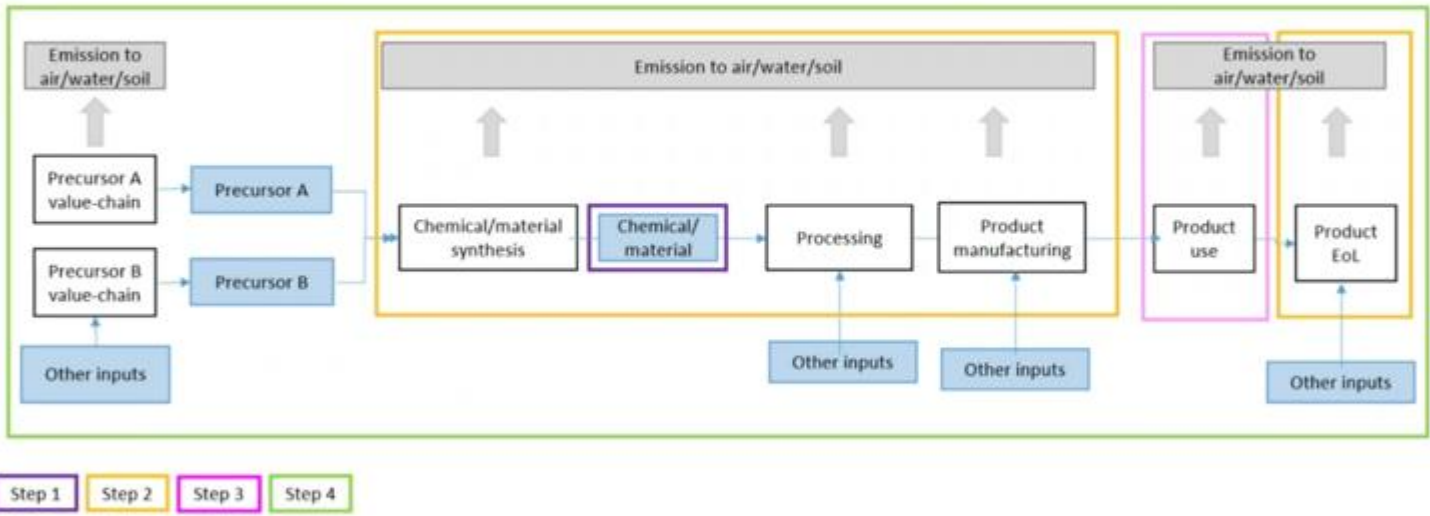 Emission to
air/water/soil
Emission to air/water/soil
Emission to
air/water/soil
Precursor A
value-chain
Precursor A
Precursor B
value-chain
Precursor B
Other inputs
Chemical/material
synthesis
Chemical/
material
Processing
Product
manufacturing
Product
use
Product
EoL
Other inputs
Other inputs
Other inputs
Step 1
Step 2
Step 3
Step 4